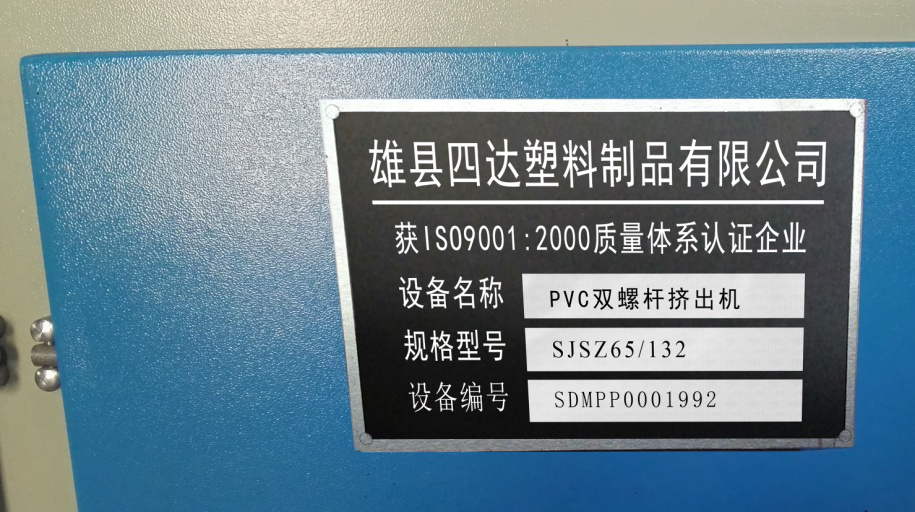 雄县四达塑料制品有限公司
获ISO9001:2000质量体系认证企业
设备名称 PVC双螺杆挤出机
规格型号 SJSZ65/132
设备编号 SDMPP0001992